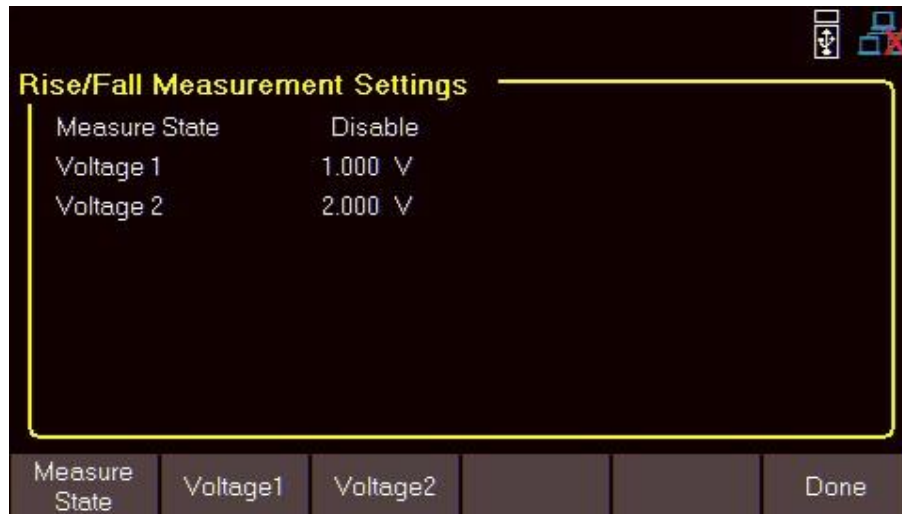 Rise/Fall Measurement Settings
Measure State Disable
Voltage 1 1.000 V
Voltage 2 2.000 V
Measure
State
Voltage1
Voltage2
Done